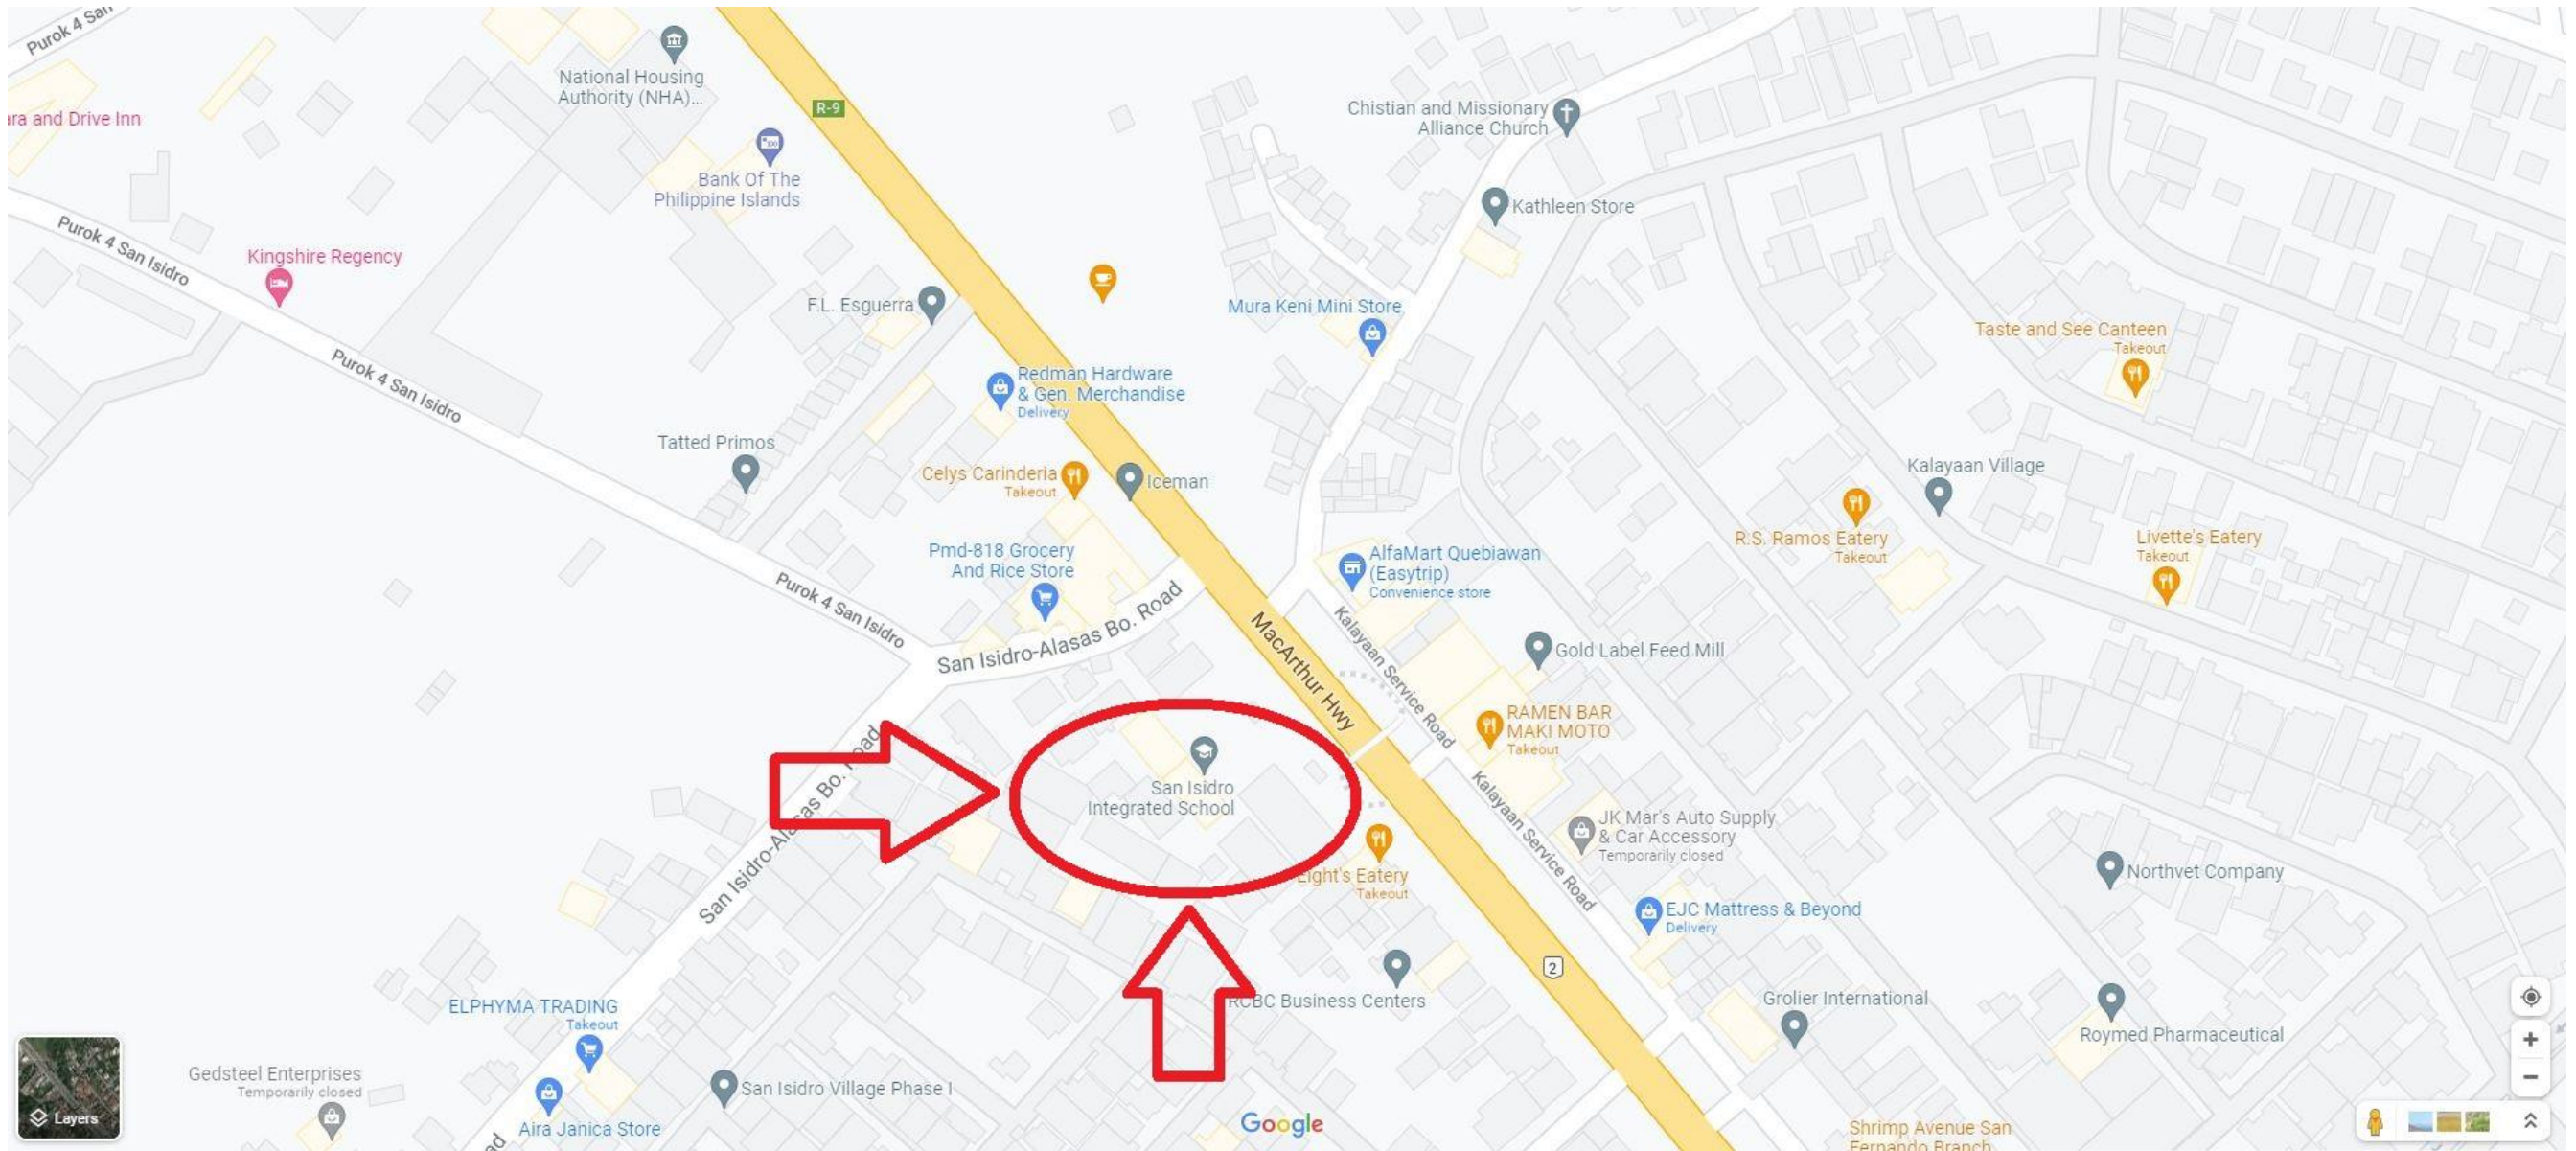 Purok 4 San
National Housing
Authority (NHA)...
R-9
ara and Drive Inn
Bank Of The
Philippine Islands
Chistian and Missionary
Alliance Church
Kathleen Store
Purok 4 San Isidro
Kingshire Regency
F.L. Esguerra
Mura Keni Mini Store
Taste and See Canteen
Takeout
Purok 4 San Isidro
Redman Hardware
& Gen. Merchandise
Delivery
Tatted Primos
Celys Carinderia
Takeout
Iceman
Kalayaan Village
R.S. Ramos Eatery
Takeout
Livette's Eatery
Takeout
Pmd-818 Grocery
And Rice Store
AlfaMart Quebiawan
(Easytrip)
Convenience store
Purok 4 San Isidro
San Isidro-Alasas Bo. Road
MacArthur Hwy
Kalayaan Service Road
Gold Label Feed Mill
RAMEN BAR
MAKI MOTO
Takeout
San Isidro
Integrated School
San Isidro-Alasas Bo. Road
Kalayaan Service Road
JK Mar's Auto Supply
& Car Accessory
Temporarily closed
Eight's Eatery
Takeout
Northvet Company
EJC Mattress & Beyond
Delivery
2
RCBC Business Centers
Grolier International
ELPHYMA TRADING
Takeout
Roymed Pharmaceutical
Gedsteel Enterprises
Temporarily closed
San Isidro Village Phase I
Layers
Aira Janica Store
Google
Shrimp Avenue San
Fernando Branch
ad